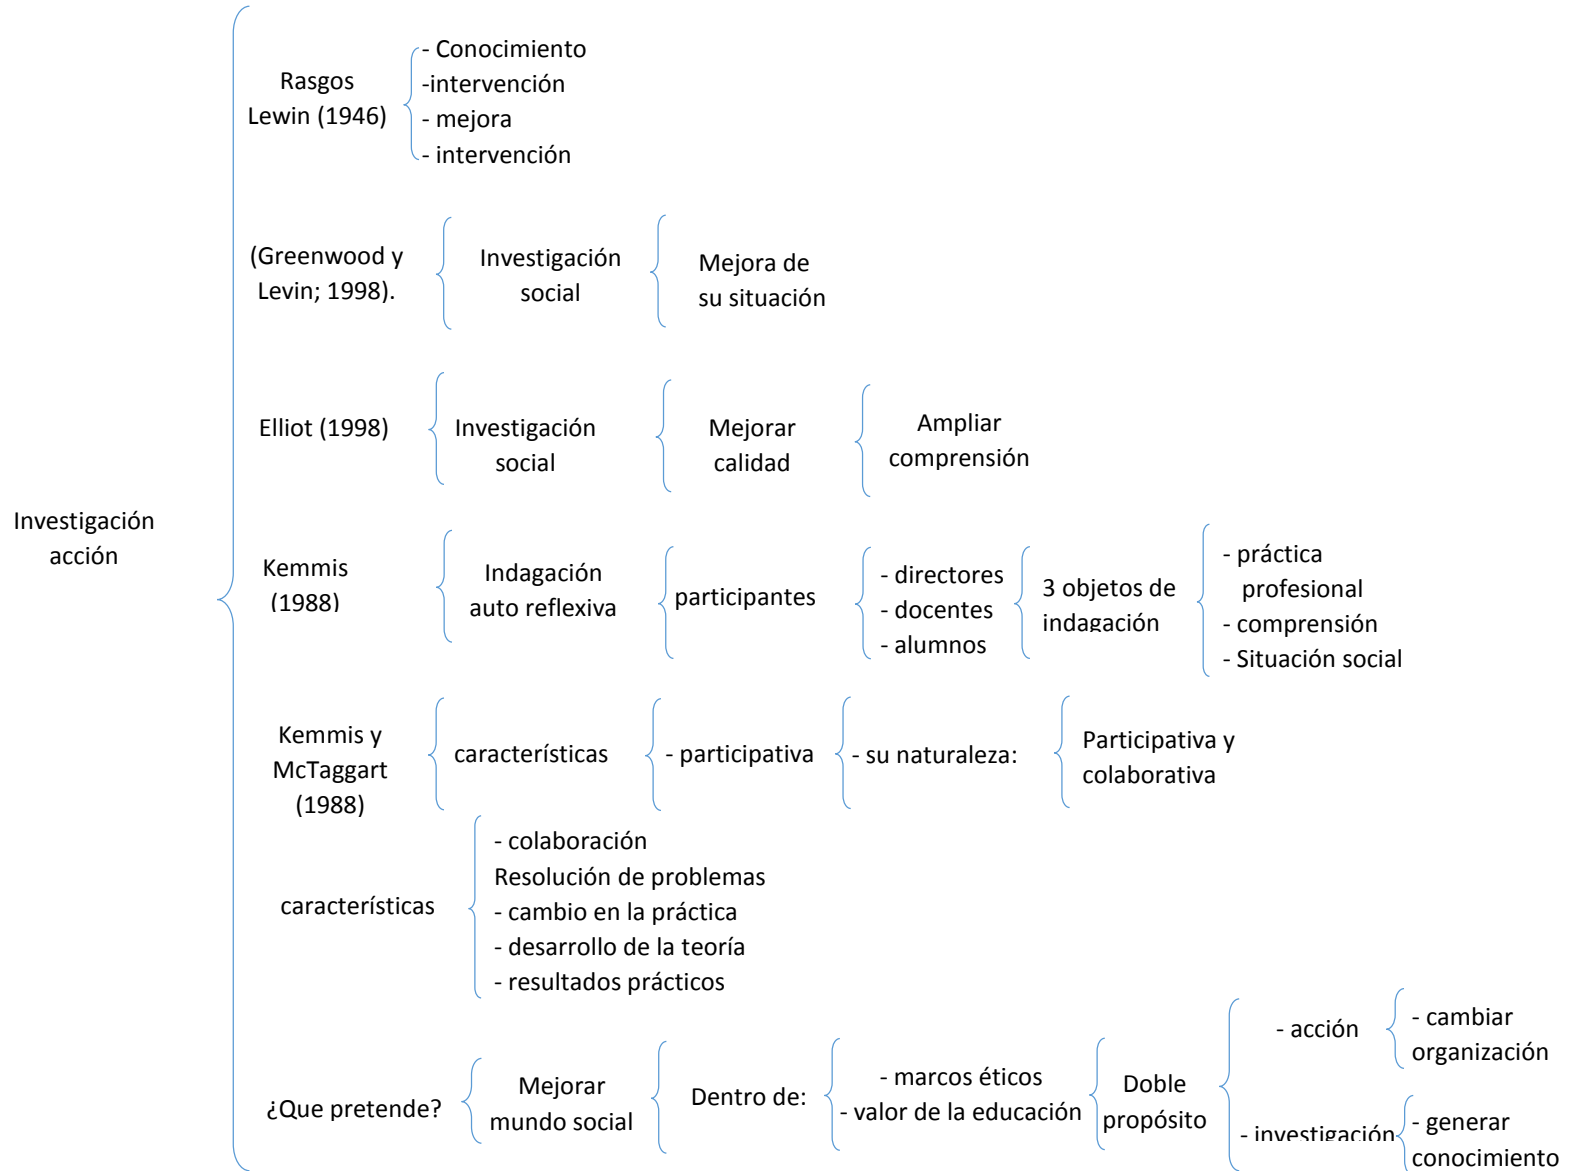 Investigación
acción
Rasgos
Lewin (1946)
- Conocimiento
-intervención
- mejora
- intervención
(Greenwood y
Levin; 1998).
Investigación
social
Mejora de
su situación
Elliot (1998)
Investigación
social
Mejorar
calidad
Ampliar
comprensión
Kemmis
(1988)
Indagación
auto reflexiva
participantes
- directores
- docentes
- alumnos
3 objetos de
indagación
- práctica
profesional
- comprensión
- Situación social
Kemmis y
McTaggart
(1988)
características
- participativa
- su naturaleza:
Participativa y
colaborativa
características
- colaboración
Resolución de problemas
- cambio en la práctica
- desarrollo de la teoría
- resultados prácticos
¿Que pretende?
Mejorar
mundo social
Dentro de:
- marcos éticos
- valor de la educación
Doble
propósito
- acción
- cambiar
organización
- investigación
- generar
conocimiento